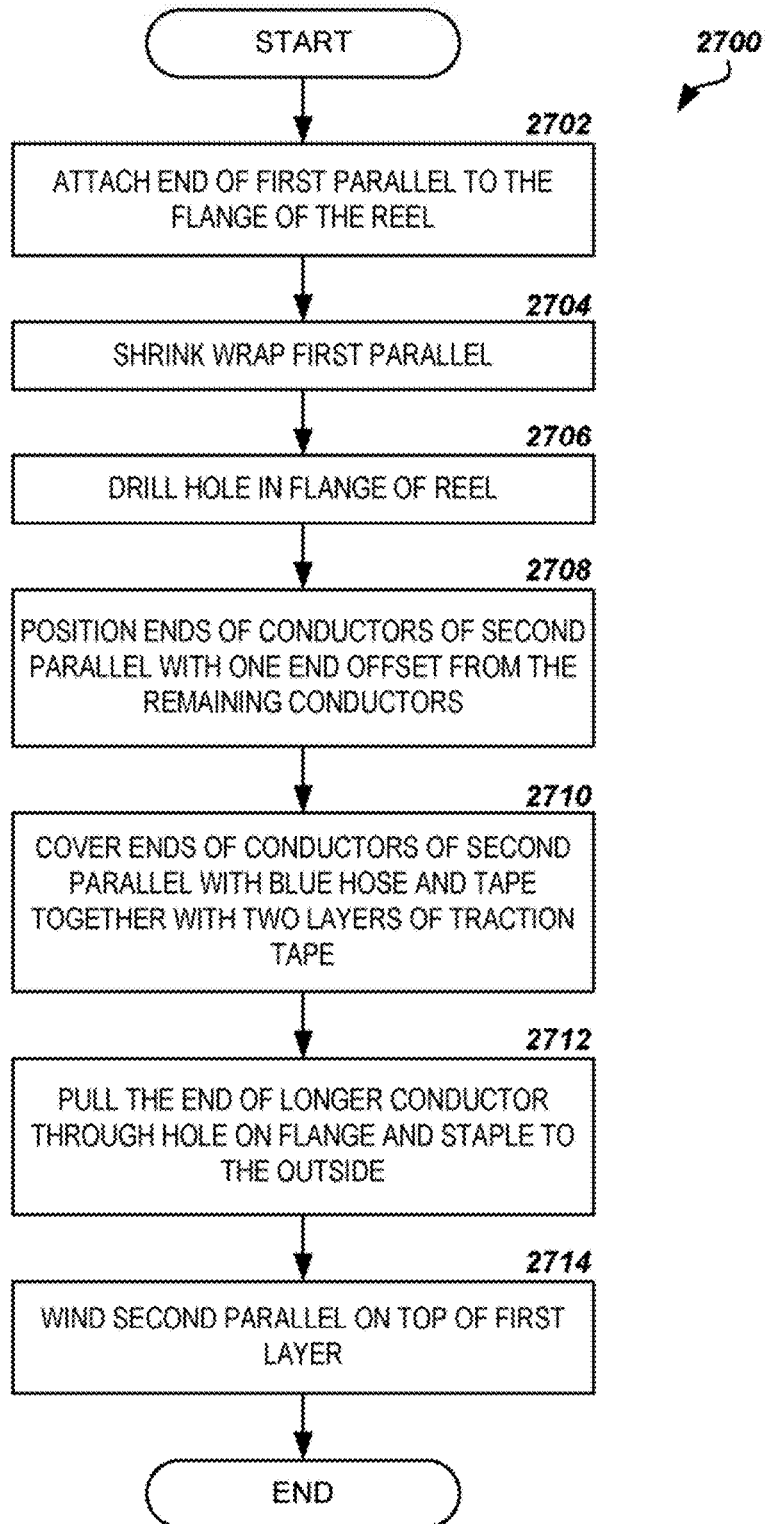 START
2700
2702
ATTACH END OF FIRST PARALLEL TO THE
FLANGE OF THE REEL
2704
SHRINK WRAP FIRST PARALLEL
2706
DRILL HOLE IN FLANGE OF REEL
2708
POSITION ENDS OF CONDUCTORS OF SECOND
PARALLEL WITH ONE END OFFSET FROM THE
REMAINING CONDUCTORS
2710
COVER ENDS OF CONDUCTORS OF SECOND
PARALLEL WITH BLUE HOSE AND TAPE
TOGETHER WITH TWO LAYERS OF TRACTION
TAPE
2712
PULL THE END OF LONGER CONDUCTOR
THROUGH HOLE ON FLANGE AND STAPLE TO
THE OUTSIDE
2714
WIND SECOND PARALLEL ON TOP OF FIRST
LAYER
END